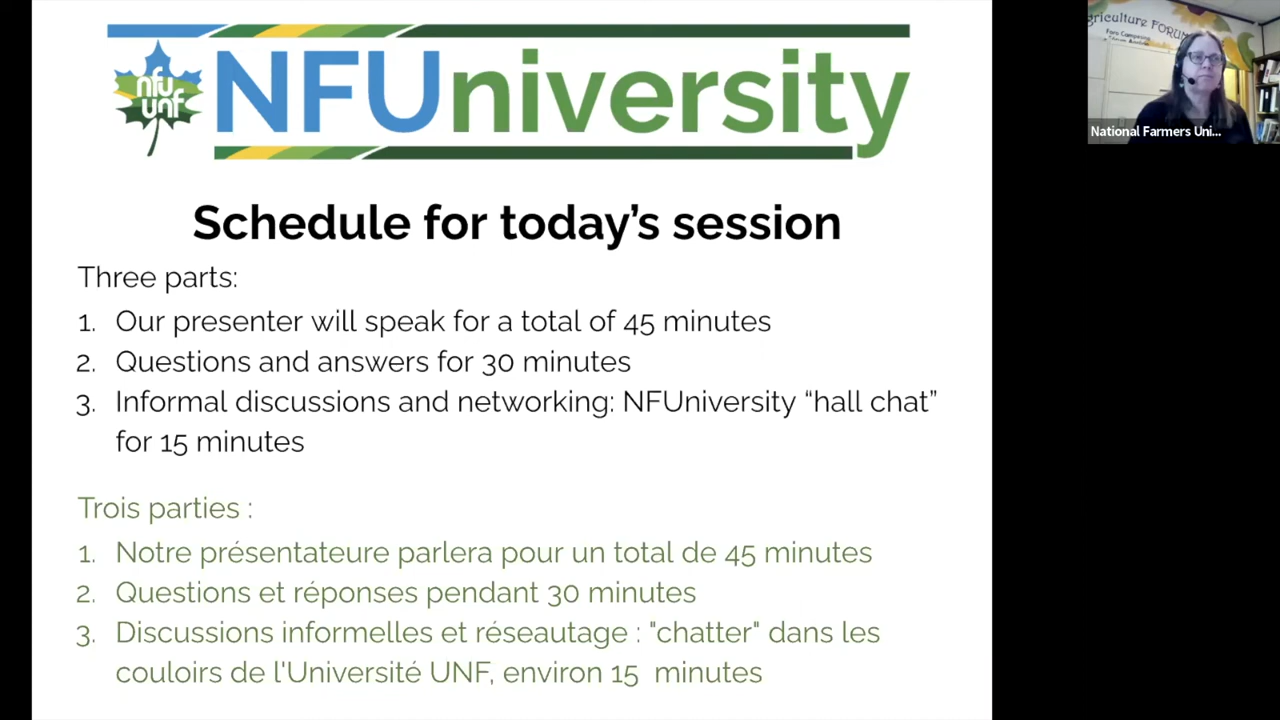 nfu
unf
NFUniversity
Schedule for today's session
Three parts:
1. Our presenter will speak for a total of 45 minutes
2. Questions and answers for 30 minutes
3. Informal discussions and networking: NFUniversity “hall chat”
for 15 minutes
Trois parties :
1. Notre présentateure parlera pour un total de 45 minutes
2. Questions et réponses pendant 30 minutes
3. Discussions informelles et réseautage : "chatter" dans les
couloirs de l'Université UNF, environ 15 minutes
riculture FORU
National Farmers Uni...